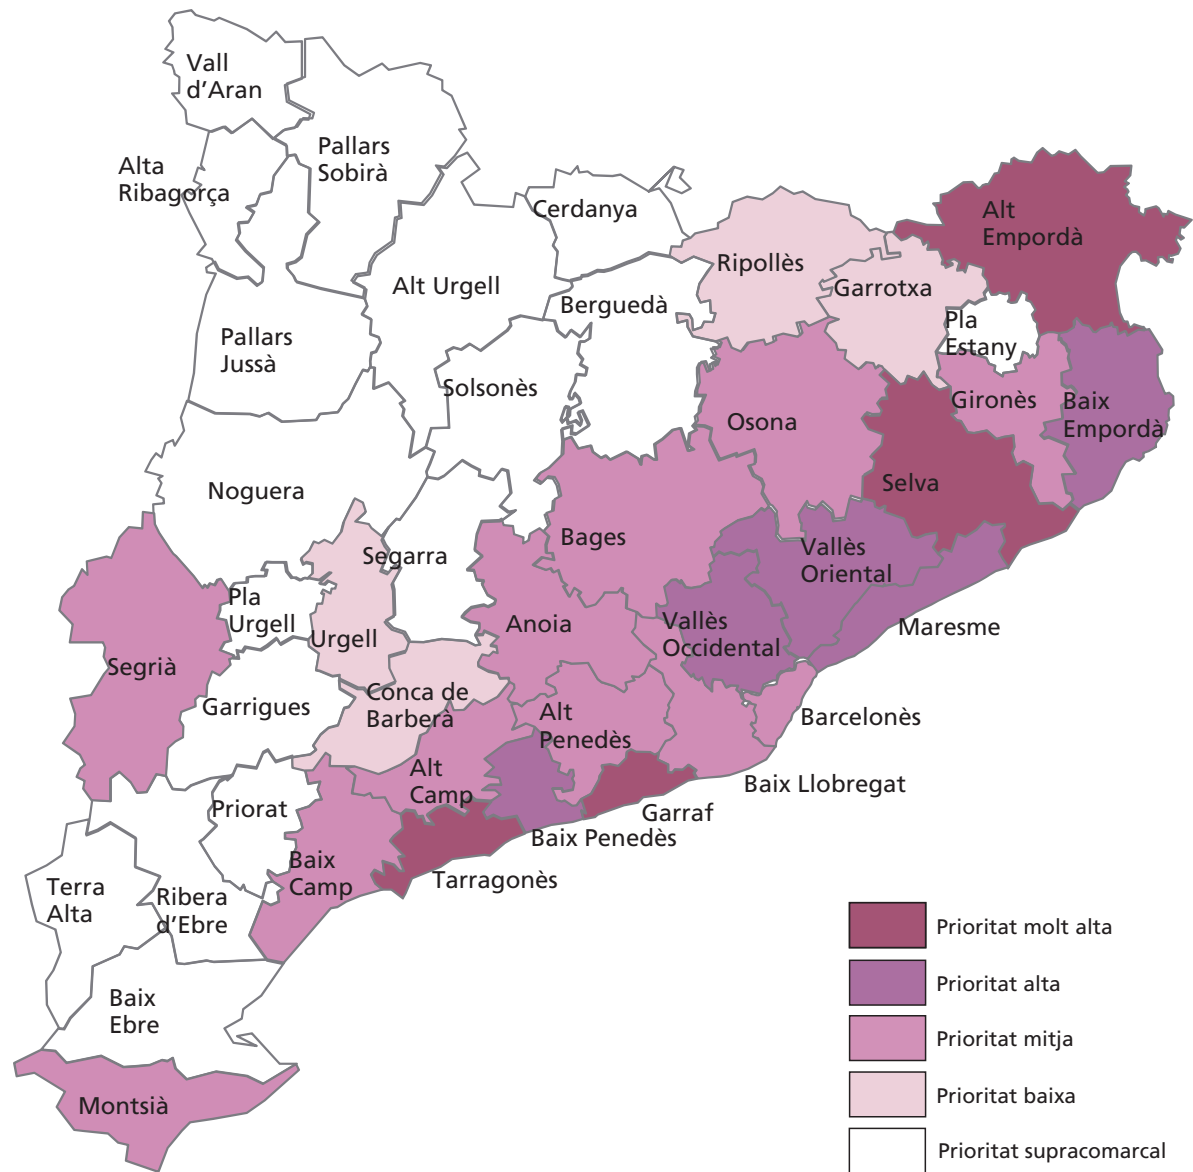 Vall
d'Aran
Pallars
Sobirà
Alta
Ribagorça
Cerdanya
Alt
Empordà
Ripollès
Garrotxa
Alt Urgell
Berguedà
Pla
Estany
Pallars
Jussà
Solsonès
Gironès
Baix
Empordà
Osona
Noguera
Selva
Bages
Segarra
Vallès
Oriental
Pla
Urgell
Urgell
Anoia
Vallès
Occidental
Maresme
Segrià
Garrigues
Conca de
Barberà
Alt
Penedès
Barcelonès
Alt
Camp
Baix Llobregat
Priorat
Garraf
Baix Penedès
Baix
Camp
Tarragonès
Terra
Alta
Ribera
d'Ebre
Baix
Ebre
Montsià
Prioritat molt alta
Prioritat alta
Prioritat mitja
Prioritat baixa
Prioritat supracomarcal